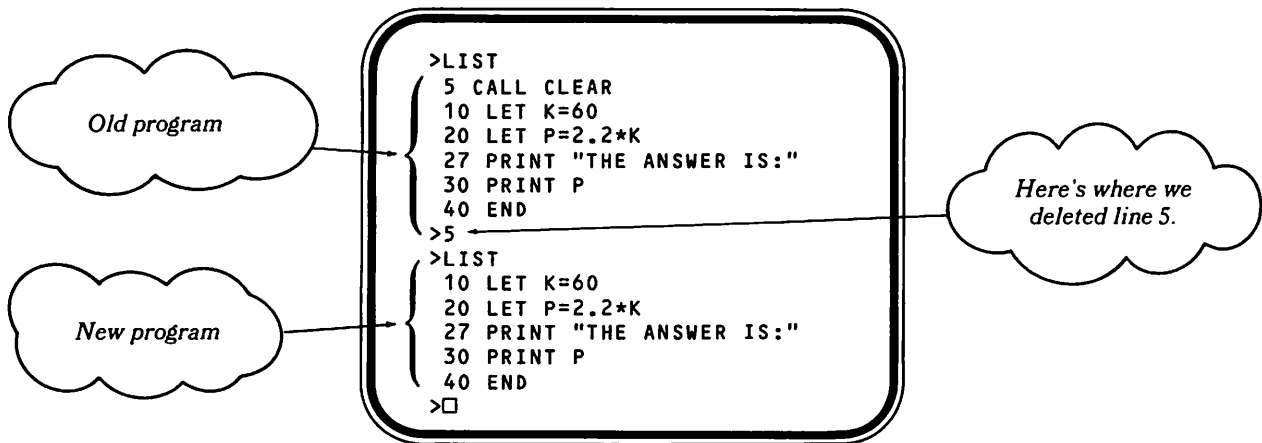 Old program
>LIST
5 CALL CLEAR
10 LET K=60
20 LET P=2.2*K
27 PRINT "THE ANSWER IS:"
30 PRINT P
40 END
>5
Here's where we
deleted line 5.
New program
>LIST
10 LET K=60
20 LET P=2.2*K
27 PRINT "THE ANSWER IS:"
30 PRINT P
40 END
>□